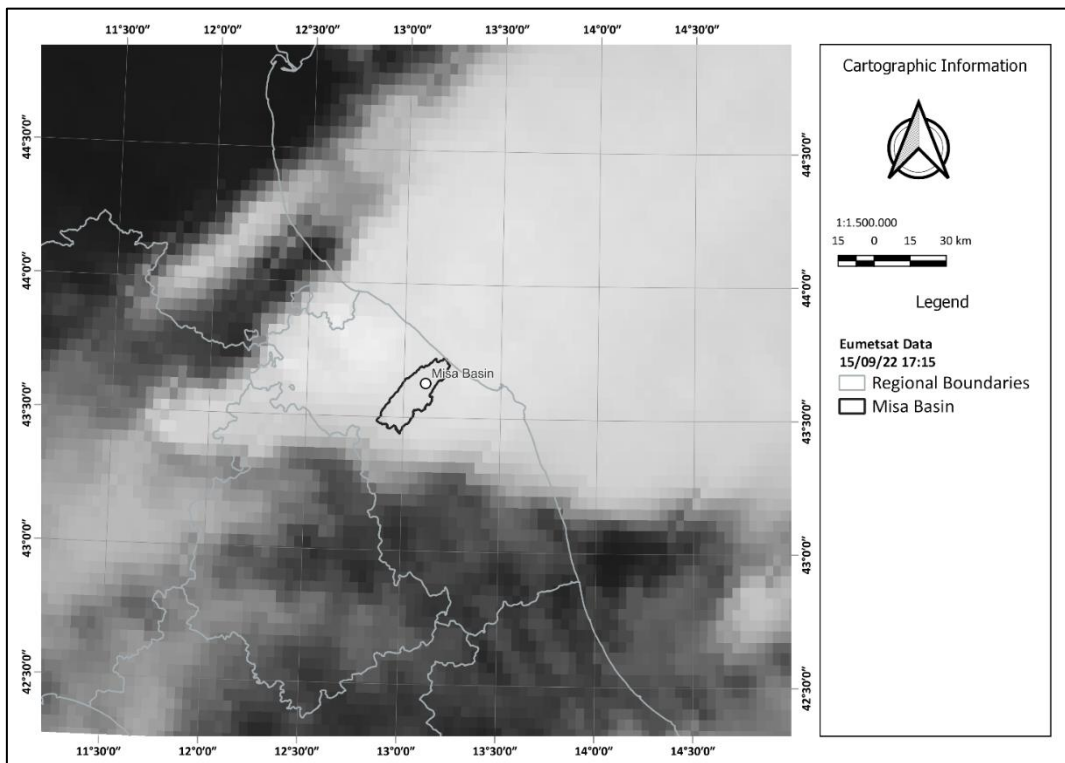 11°30'0" 12°0'0" 12°30'0" 13°0'0" 13°30'0" 14°0'0" 14°30'0"
44°30'0" 44°30'0"
44°0'0" 44°0'0"
43°30'0" 43°30'0"
43°0'0" 43°0'0"
42°30'0" 42°30'0"
Misa Basin
11°30'0" 12°0'0" 12°30'0" 13°0'0" 13°30'0" 14°0'0" 14°30'0"
Cartographic Information
1:1.500.000
15 0 15 30 km
Legend
Eumetsat Data
15/09/22 17:15
Regional Boundaries
Misa Basin